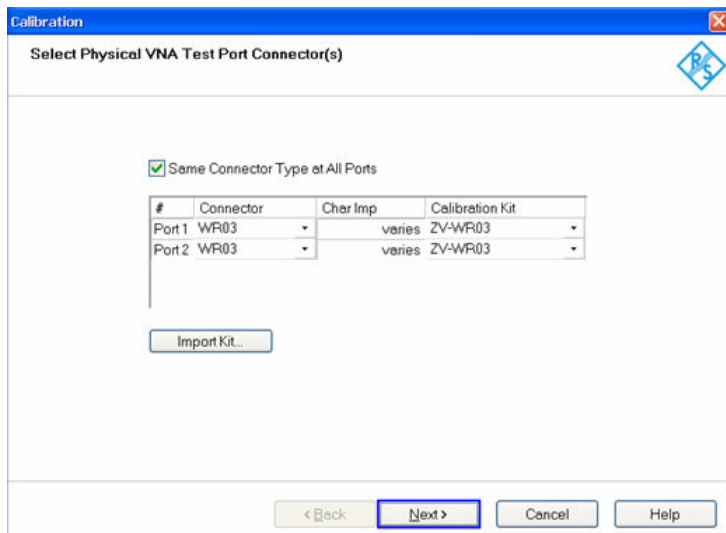 Calibration
Select Physical VNA Test Port Connector(s)
R S
Same Connector Type at All Ports
# Connector Char Imp Calibration Kit
Port 1 WR03 varies ZV-WR03
Port 2 WR03 varies ZV-WR03
Import Kit...
< Back Next > Cancel Help